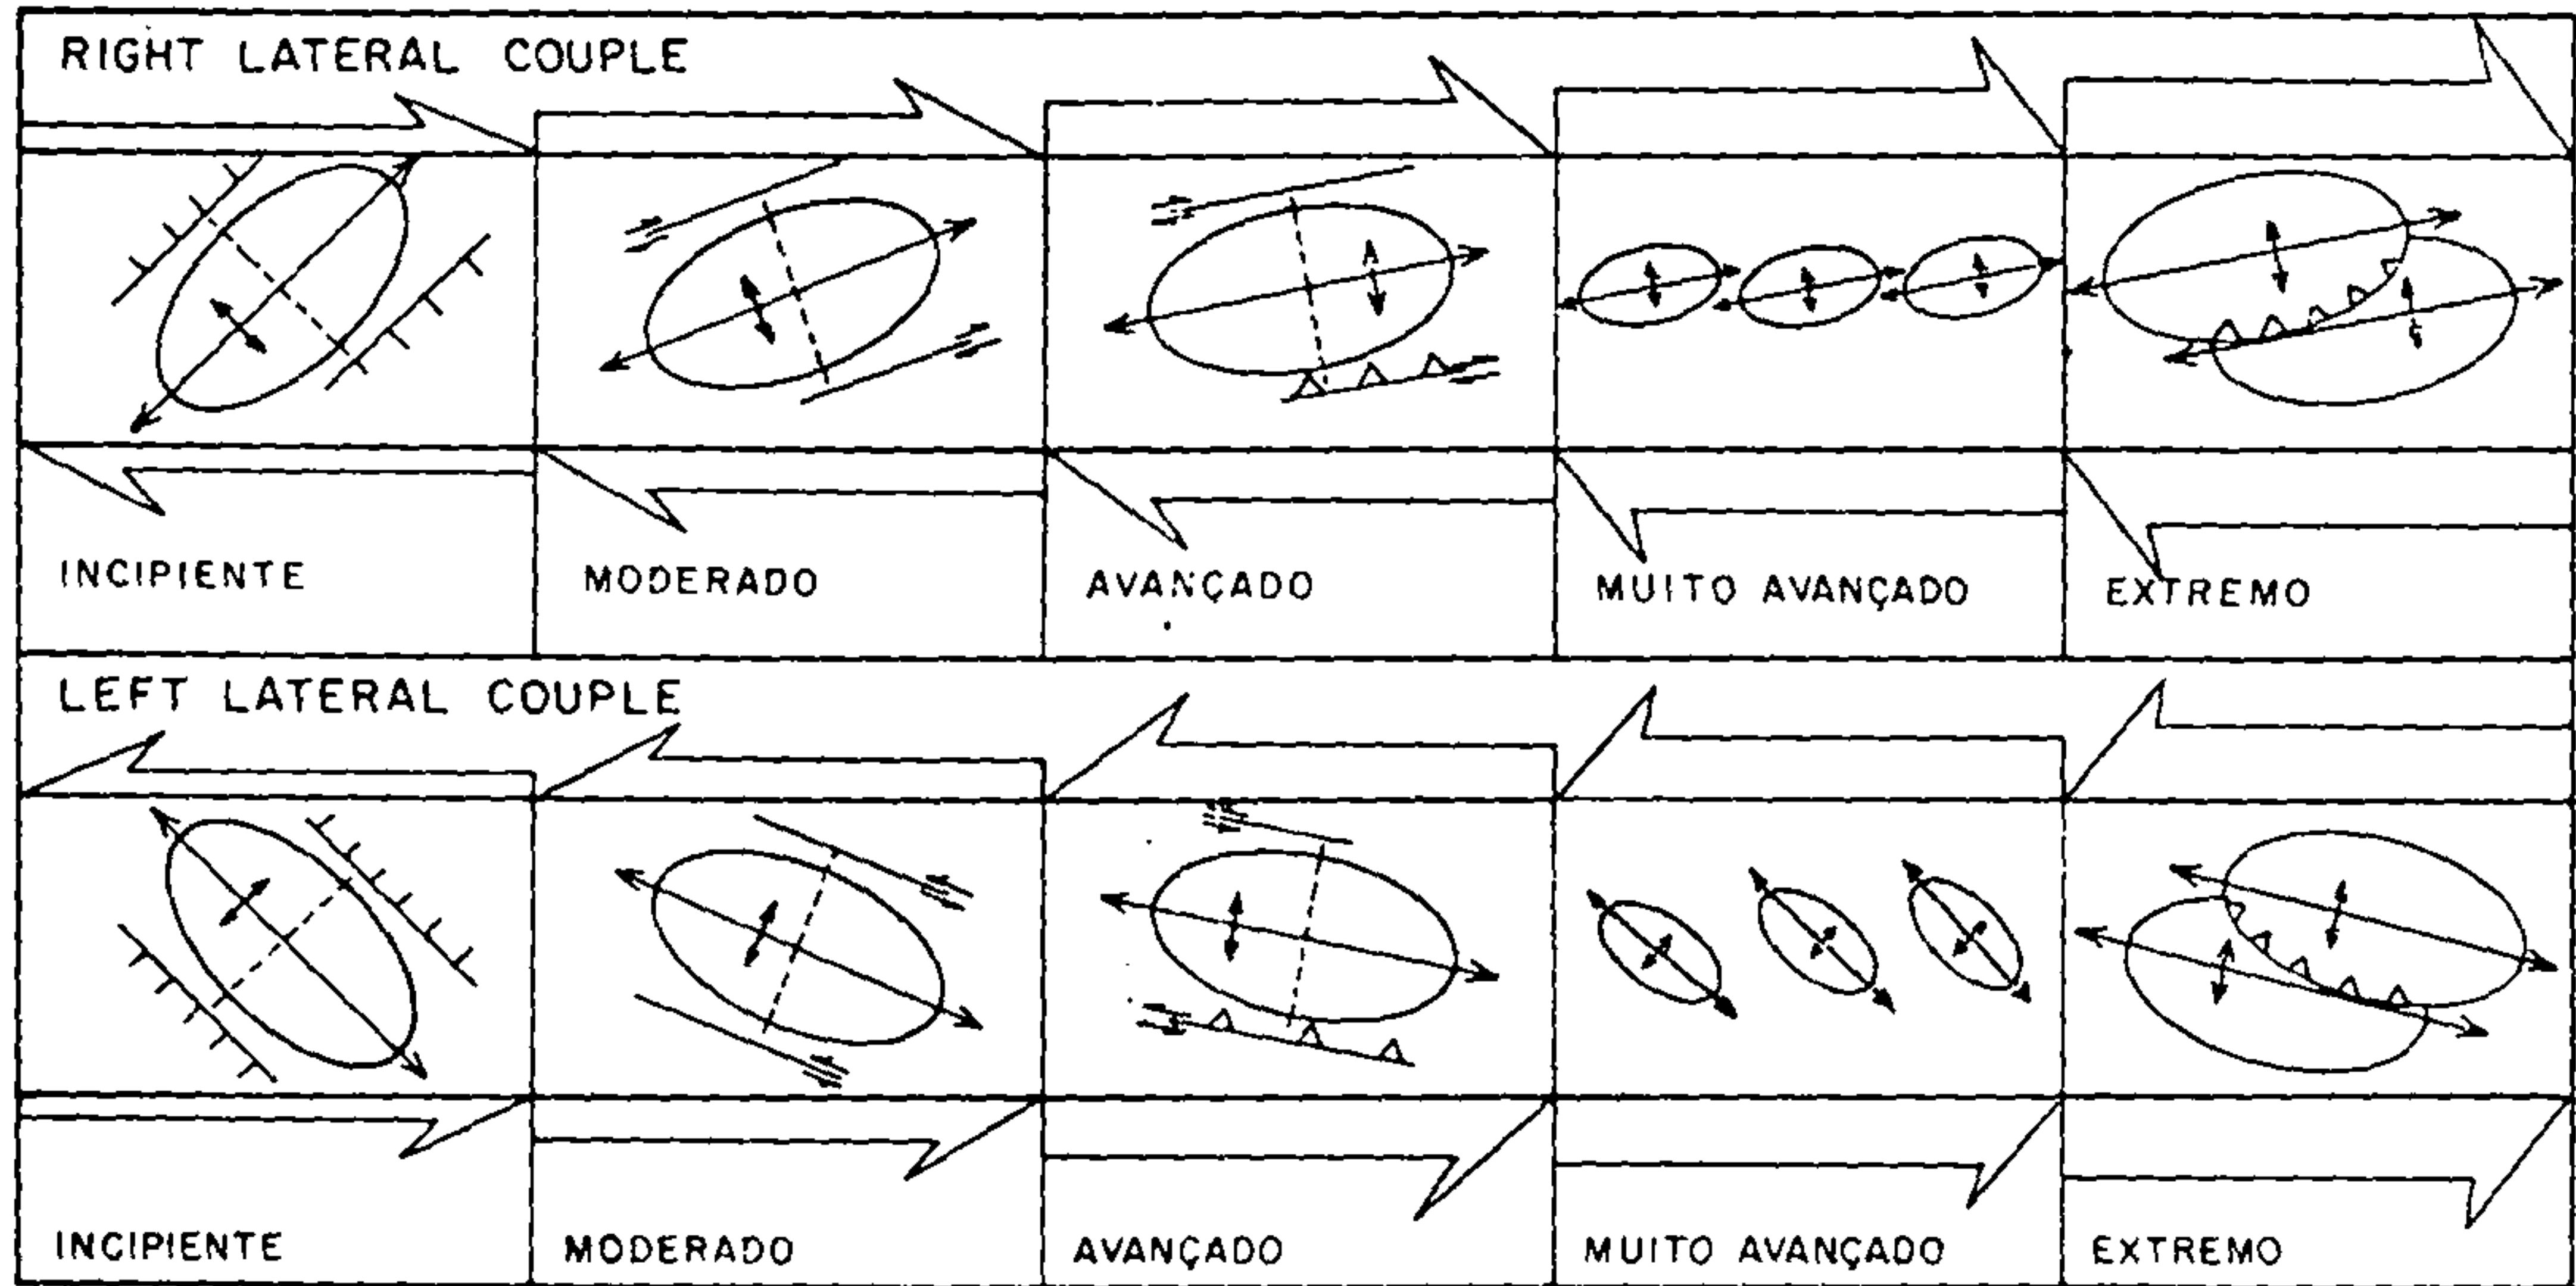 RIGHT LATERAL COUPLE
INCIPIENTE
MODERADO
AVANÇADO
MUITO AVANÇADO
EXTREMO
LEFT LATERAL COUPLE
INCIPIENTE
MODERADO
AVANÇADO
MUITO AVANÇADO
EXTREMO